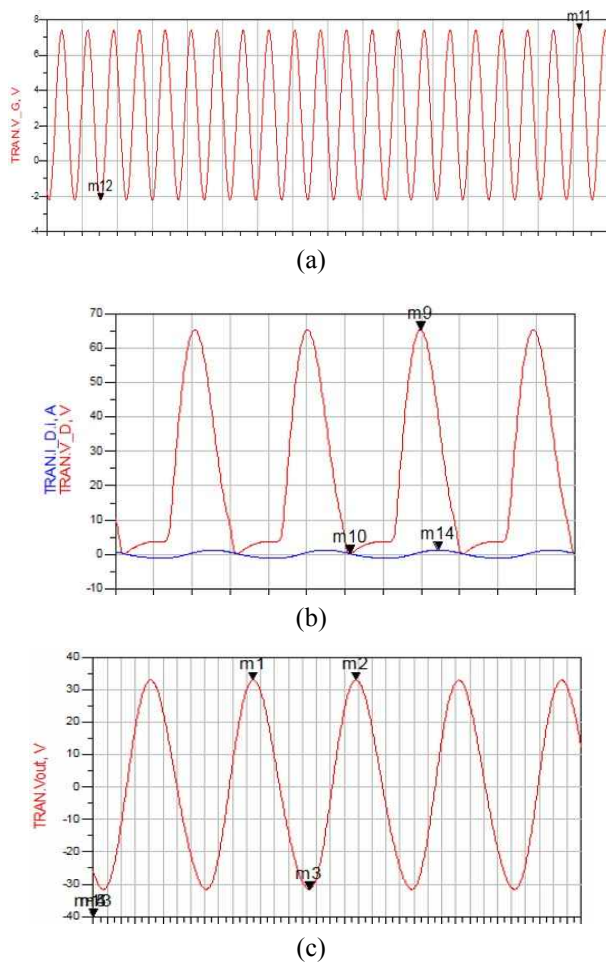 m11
8
6
4
2
0
-2
-4
TRAN.V_G, V
m12
(a)
70
60
50
40
30
20
10
0
-10
TRAN.I_D.i, A
TRAN.V_D, V
m9
m10
m14
(b)
40
30
20
10
0
-10
-20
-30
-40
TRAN.Vout, V
m1
m2
m3
(c)